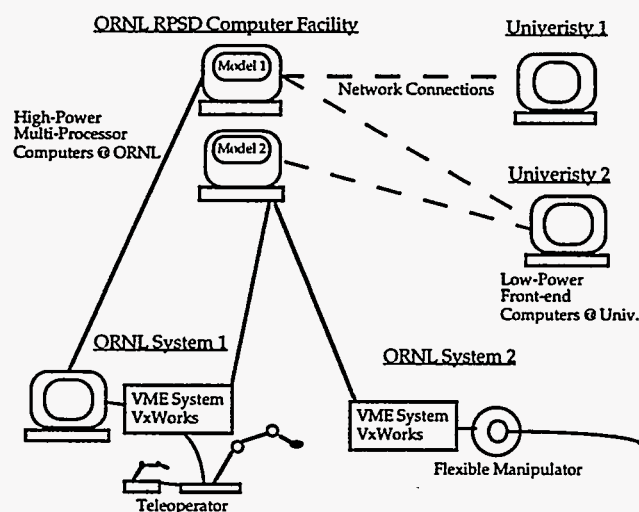 ORNL RPSD Computer Facility
Univeristy 1
Model 1
Network Connections
High-Power
Multi-Processor
Computers @ ORNL
Model 2
Univeristy 2
Low-Power
Front-end
Computers @ Univ.
ORNL System 1
ORNL System 2
VME System
VxWorks
VME System
VxWorks
Flexible Manipulator
Teleoperator